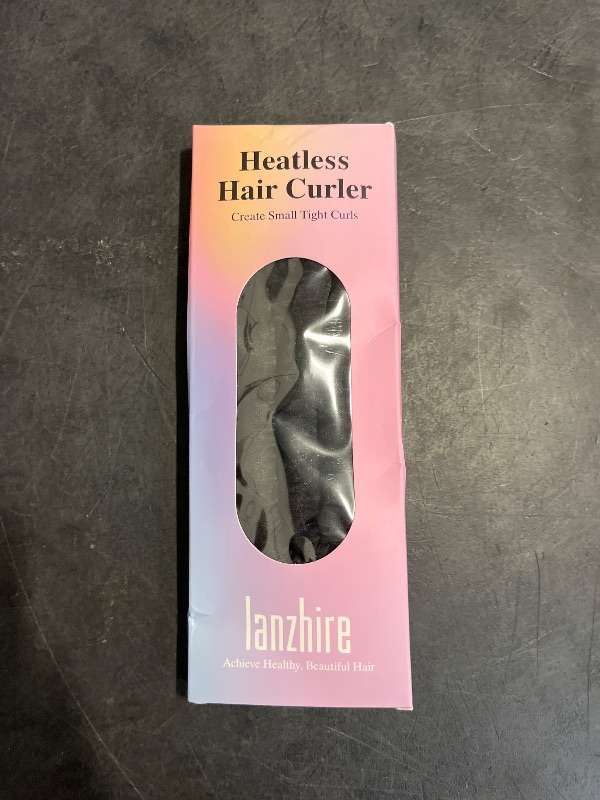 Heatless
Hair Curler
Create Small Tight Curls
lanzhire
Achieve Healthy, Beautiful Hair